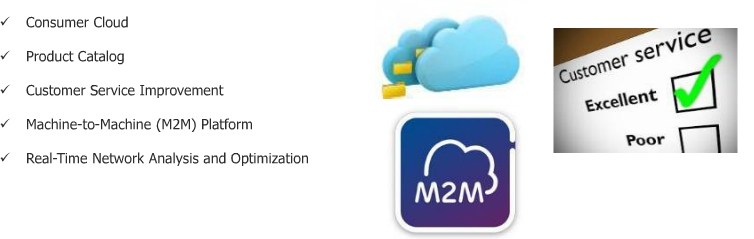 ✓ Consumer Cloud
✓ Product Catalog
✓ Customer Service Improvement
✓ Machine-to-Machine (M2M) Platform
✓ Real-Time Network Analysis and Optimization
M2M
Customer service
Excellent
Poor